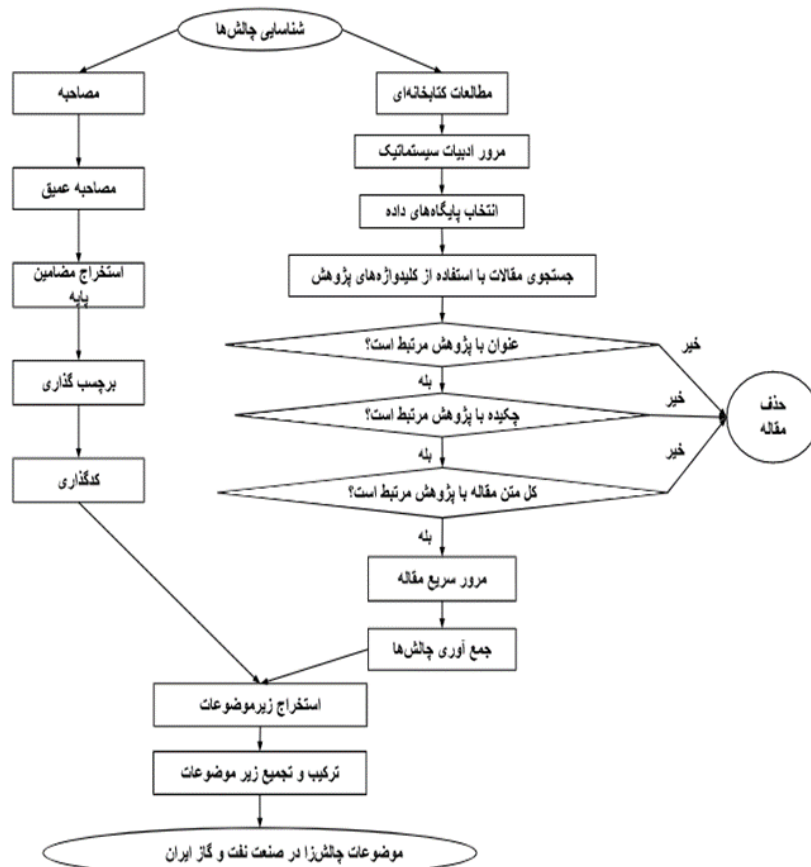 شناسایی چالش‌ها
مصاحبه
مطالعات کتابخانه‌ای
مرور ادبیات سیستماتیک
مصاحبه عمیق
انتخاب پایگاه‌های داده
استخراج مضامین
پایه
جستجوی مقالات با استفاده از کلیدواژه‌های پژوهش
عنوان با پژوهش مرتبط است؟
خیر
بله
برچسب گذاری
چکیده با پژوهش مرتبط است؟
خیر
حذف
مقاله
بله
خیر
کدگذاری
کل متن مقاله با پژوهش مرتبط است؟
بله
مرور سریع مقاله
جمع آوری چالش‌ها
استخراج زیرموضوعات
ترکیب و تجمیع زیر موضوعات
موضوعات چالش‌زا در صنعت نفت و گاز ایران